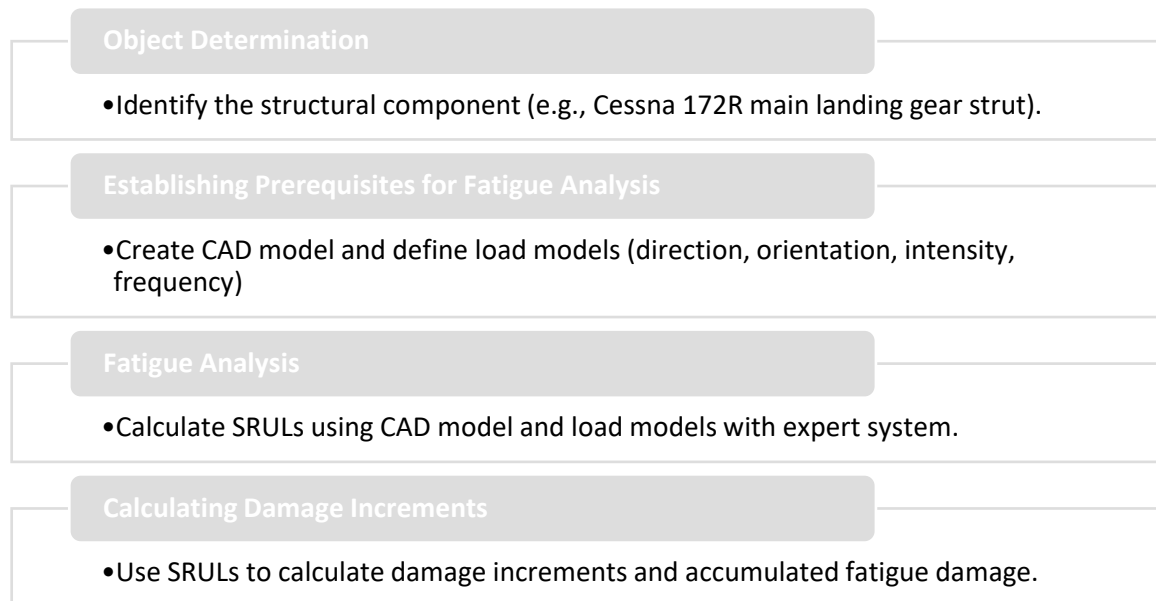 Object Determination
•Identify the structural component (e.g., Cessna 172R main landing gear strut).
Establishing Prerequisites for Fatigue Analysis
•Create CAD model and define load models (direction, orientation, intensity,
frequency)
Fatigue Analysis
•Calculate SRULs using CAD model and load models with expert system.
Calculating Damage Increments
•Use SRULs to calculate damage increments and accumulated fatigue damage.